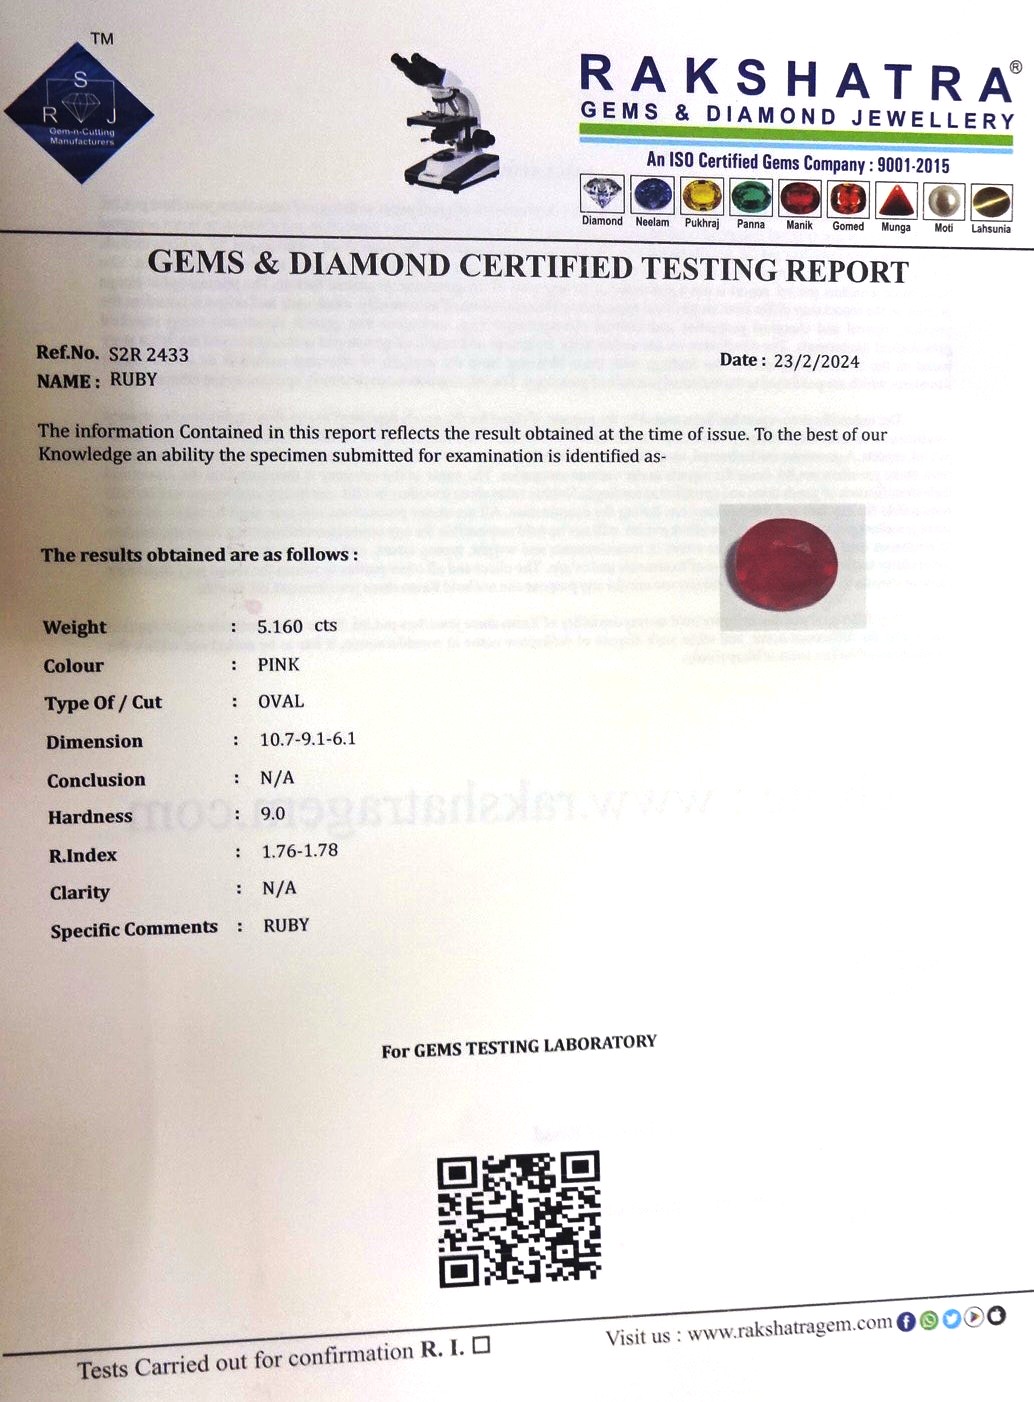 TM
S
R J
Gem-n-Cutting
Manufacturers
RAKSHATRA®
GEMS & DIAMOND JEWELLERY
An ISO Certified Gems Company : 9001-2015
Diamond Neelam Pukhraj Panna Manik Gomed Munga Moti Lahsunia
GEMS & DIAMOND CERTIFIED TESTING REPORT
Ref.No. S2R 2433
Date : 23/2/2024
NAME : RUBY
The information Contained in this report reflects the result obtained at the time of issue. To the best of our
Knowledge an ability the specimen submitted for examination is identified as-
The results obtained are as follows :
Weight : 5.160 cts
Colour : PINK
Type Of / Cut : OVAL
Dimension : 10.7-9.1-6.1
Conclusion : N/A
Hardness : 9.0
R.Index : 1.76-1.78
Clarity : N/A
Specific Comments : RUBY
For GEMS TESTING LABORATORY
Tests Carried out for confirmation R. I. ☐
Visit us : www.rakshatragem.com